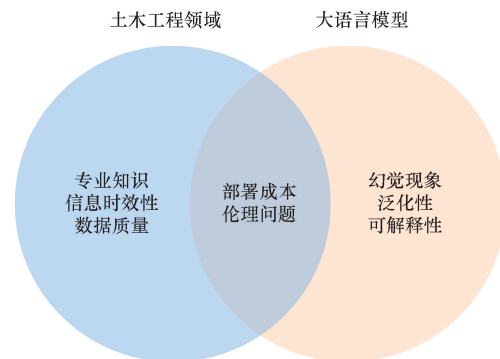 土木工程领域
大语言模型
专业知识
信息时效性
数据质量
部署成本
伦理问题
幻觉现象
泛化性
可解释性